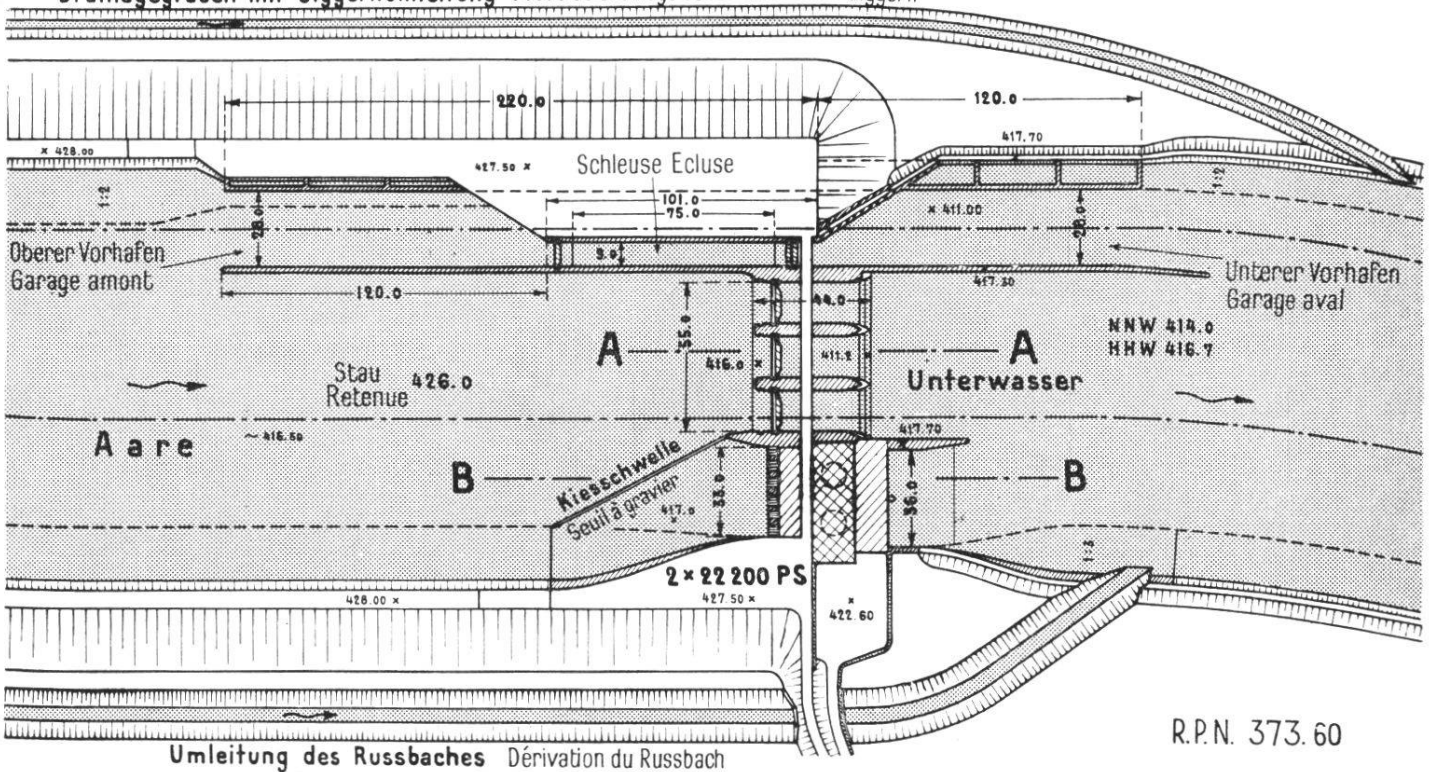 220.0
120.0
× 428.00
427.50 ×
Schleuse Ecluse
417.70
1:2
28.0
101.0
75.0
9.0
× 411.00
28.0
1:2
Oberer Vorhafen
Garage amont
120.0
Unterer Vorhafen
Garage aval
417.30
44.0
55.0
A
416.0 ×
411.2 ×
A
NNW 414.0
HHW 416.7
Stau 426.0
Retenue
Unterwasser
Aare
~ 416.50
417.70
B
Kiesschwelle
Seuil à gravier
417.0
×
33.0
36.0
B
1:3
2 × 22 200 PS
428.00 ×
427.50 ×
×
422.60
R.P.N. 373.60
Umleitung des Russbaches Dérivation du Russbach